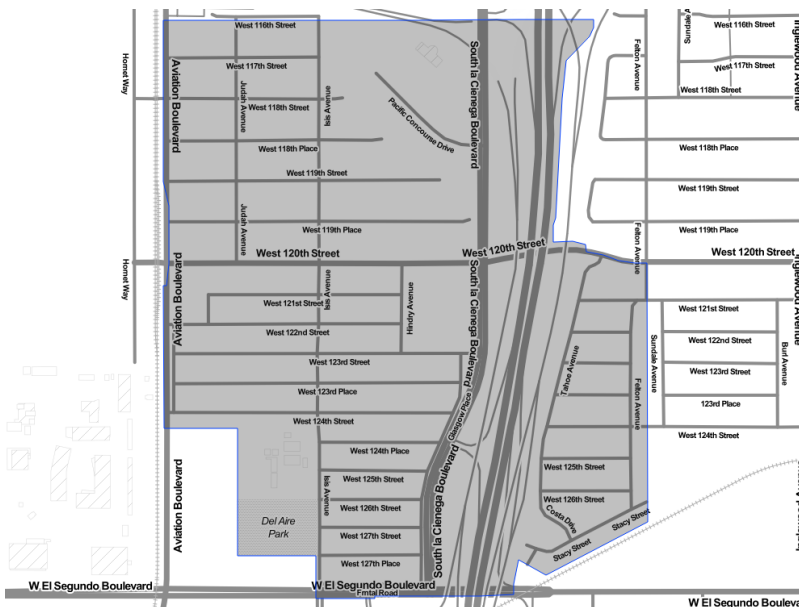 West 116th Street
West 116th Street
Sundale
Inglewood Avenue
Hornet Way
Aviation Boulevard
West 117th Street
West 117th Street
South la Cienega Boulevard
Felton Avenue
Judah Avenue
Isis Avenue
West 118th Street
West 118th Street
Pacific Concourse Drive
West 118th Place
West 118th Place
West 119th Street
West 119th Street
Judah Avenue
West 119th Place
West 119th Place
Felton Avenue
West 120th Street
West 120th Street
West 120th Street
Hornet Way
Aviation Boulevard
Isis Avenue
Hindry Avenue
South la Cienega Boulevard
Inglewood Avenue
West 121st Street
West 121st Street
West 122nd Street
West 122nd Street
Sundale Avenue
Burl Avenue
Tahoe Avenue
West 123rd Street
West 123rd Street
West 123rd Place
123rd Place
Felton Avenue
Glasgow Place
West 124th Street
West 124th Street
West 124th Place
Aviation Boulevard
Isis Avenue
South la Cienega Boulevard
West 125th Street
West 125th Street
West 126th Street
West 126th Street
Costa Drive
Stacy Street
Stacy Street
Del Aire
Park
West 127th Street
West 127th Place
W El Segundo Boulevard
W El Segundo Boulevard
Frntal Road
W El Segundo Bouleva